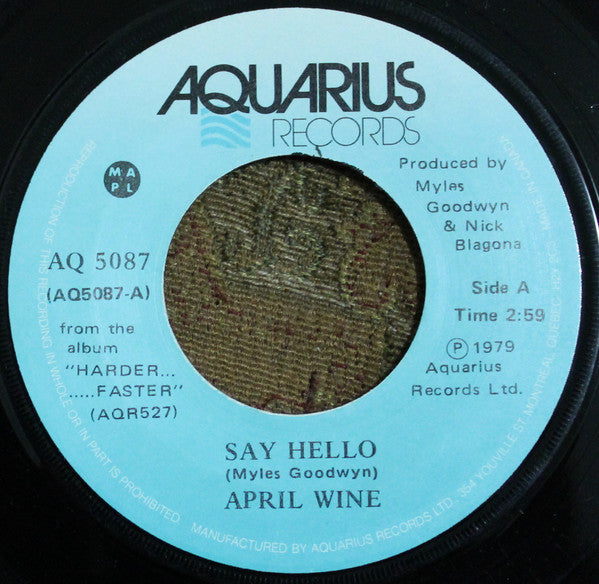 AQUARIUS
RECORDS
M A
P L
AQ 5087
(AQ5087-A)
from the
album
"HARDER...
.....FASTER"
(AQR527)
Produced by
Myles
Goodwyn
& Nick
Blagona
Side A
Time 2:59
Ⓟ 1979
Aquarius
Records Ltd.
SAY HELLO
(Myles Goodwyn)
APRIL WINE
REPRODUCTION OF THIS RECORDING IN WHOLE OR IN PART IS PROHIBITED
MANUFACTURED BY AQUARIUS RECORDS LTD. 354 YOUVILLE ST. MONTREAL, QUEBEC H2Y 2C3 MADE IN CANADA